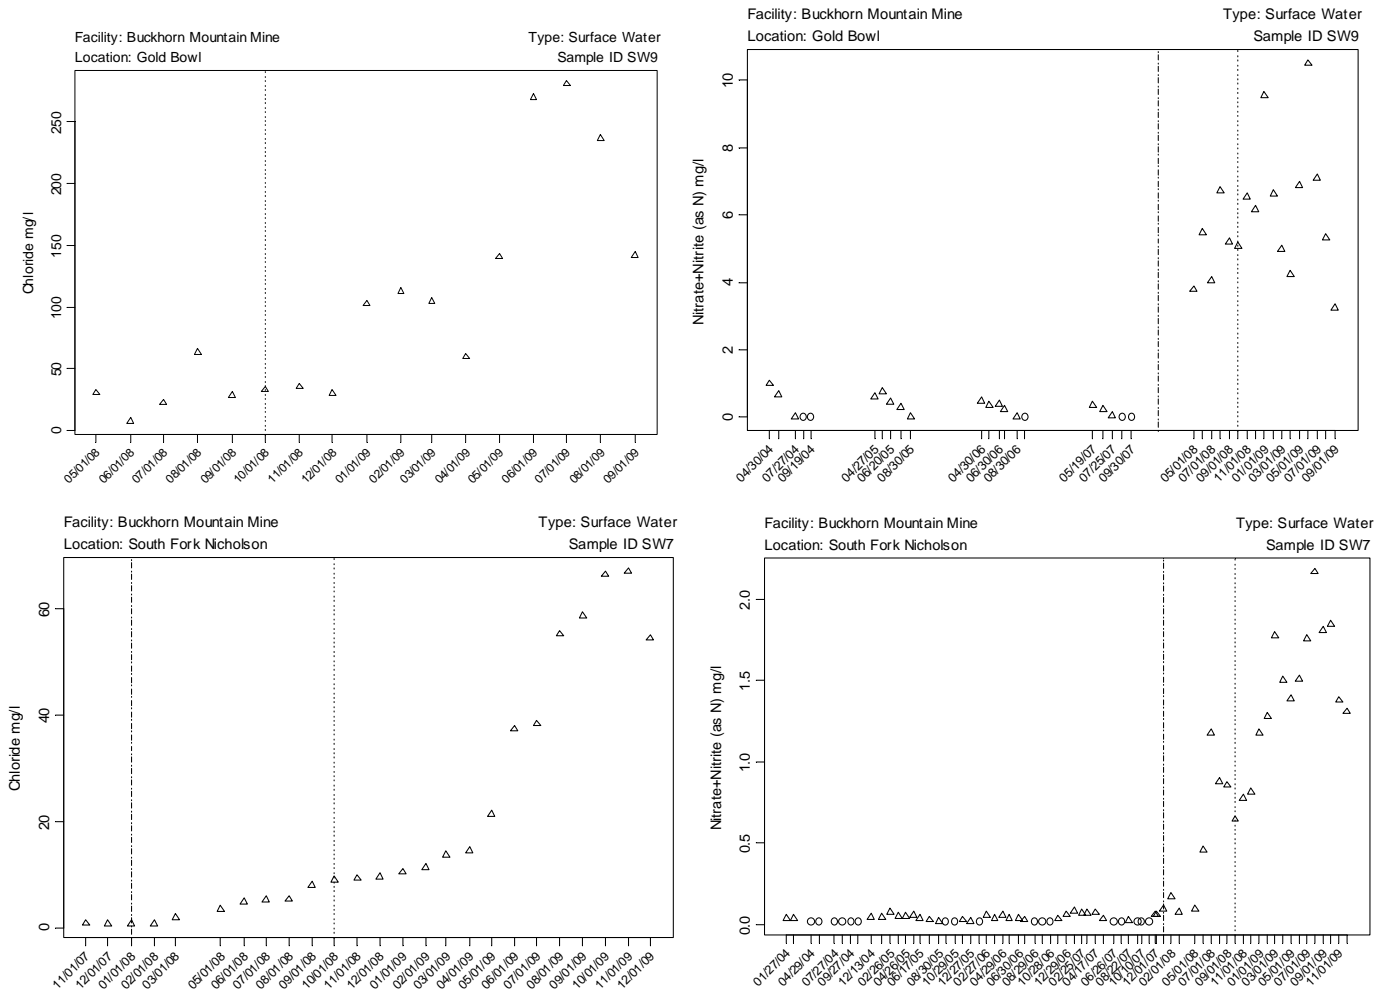 Facility: Buckhorn Mountain Mine Type: Surface Water
Location: Gold Bowl Sample ID SW9
Chloride mg/l
250
200
150
100
50
0
05/01/08 06/01/08 07/01/08 08/01/08 09/01/08 10/01/08 11/01/08 12/01/08 01/01/09 02/01/09 03/01/09 04/01/09 05/01/09 06/01/09 07/01/09 08/01/09 09/01/09
Facility: Buckhorn Mountain Mine Type: Surface Water
Location: Gold Bowl Sample ID SW9
Nitrate+Nitrite (as N) mg/l
10
8
6
4
2
0
04/30/04 07/27/04 09/19/04 04/27/05 06/20/05 08/30/05 04/30/06 06/30/06 08/30/06 05/19/07 07/25/07 09/30/07 05/01/08 07/01/08 09/01/08 11/01/08 01/01/09 03/01/09 05/01/09 07/01/09 09/01/09
Facility: Buckhorn Mountain Mine Type: Surface Water
Location: South Fork Nicholson Sample ID SW7
Chloride mg/l
60
40
20
0
11/01/07 12/01/07 01/01/08 02/01/08 03/01/08 05/01/08 06/01/08 07/01/08 08/01/08 09/01/08 10/01/08 11/01/08 12/01/08 01/01/09 02/01/09 03/01/09 04/01/09 05/01/09 06/01/09 07/01/09 08/01/09 09/01/09 10/01/09 11/01/09 12/01/09
Facility: Buckhorn Mountain Mine Type: Surface Water
Location: South Fork Nicholson Sample ID SW7
Nitrate+Nitrite (as N) mg/l
2.0
1.5
1.0
0.5
0.0
01/27/04 04/29/04 07/27/04 09/27/04 12/13/04 02/26/05 04/26/05 06/17/05 08/30/05 10/29/05 12/27/05 02/27/06 04/29/06 06/30/06 08/29/06 10/28/06 12/29/06 02/25/07 04/17/07 06/26/07 12/01/07 02/01/08 05/01/08 07/01/08 09/01/08 11/01/08 01/01/09 03/01/09 05/01/09 07/01/09 09/01/09 11/01/09